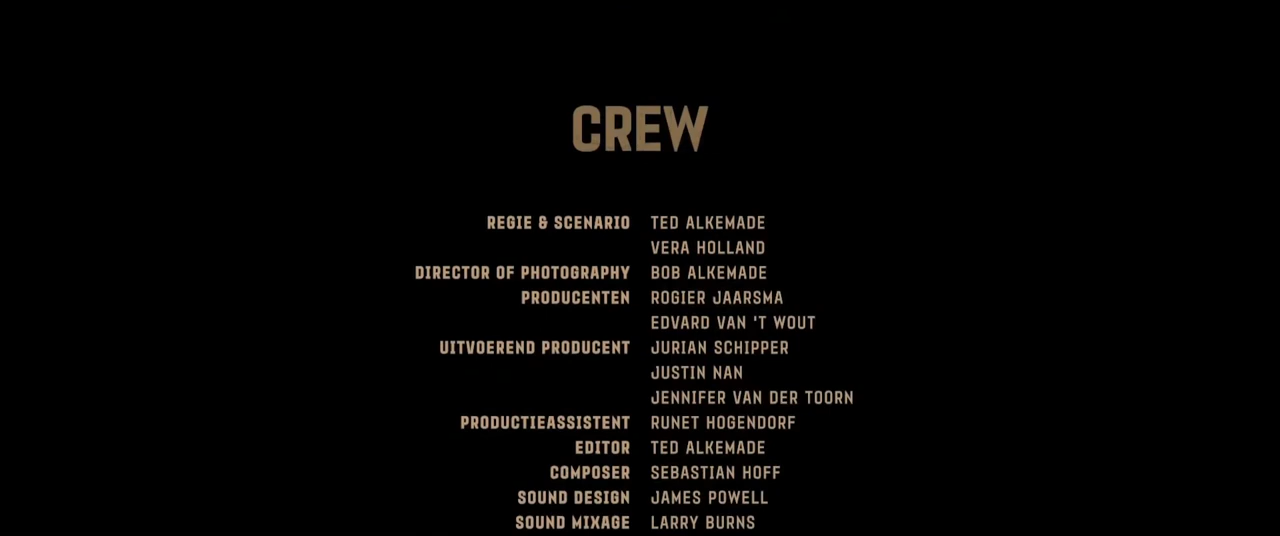 CREW
REGIE & SCENARIO TED ALKEMADE
VERA HOLLAND
DIRECTOR OF PHOTOGRAPHY BOB ALKEMADE
PRODUCENTEN ROGIER JAARSMA
EDVARD VAN 'T WOUT
UITVOEREND PRODUCENT JURIAN SCHIPPER
JUSTIN NAN
JENNIFER VAN DER TOORN
PRODUCTIEASSISTENT RUNET HOGENDORF
EDITOR TED ALKEMADE
COMPOSER SEBASTIAN HOFF
SOUND DESIGN JAMES POWELL
SOUND MIXAGE LARRY BURNS